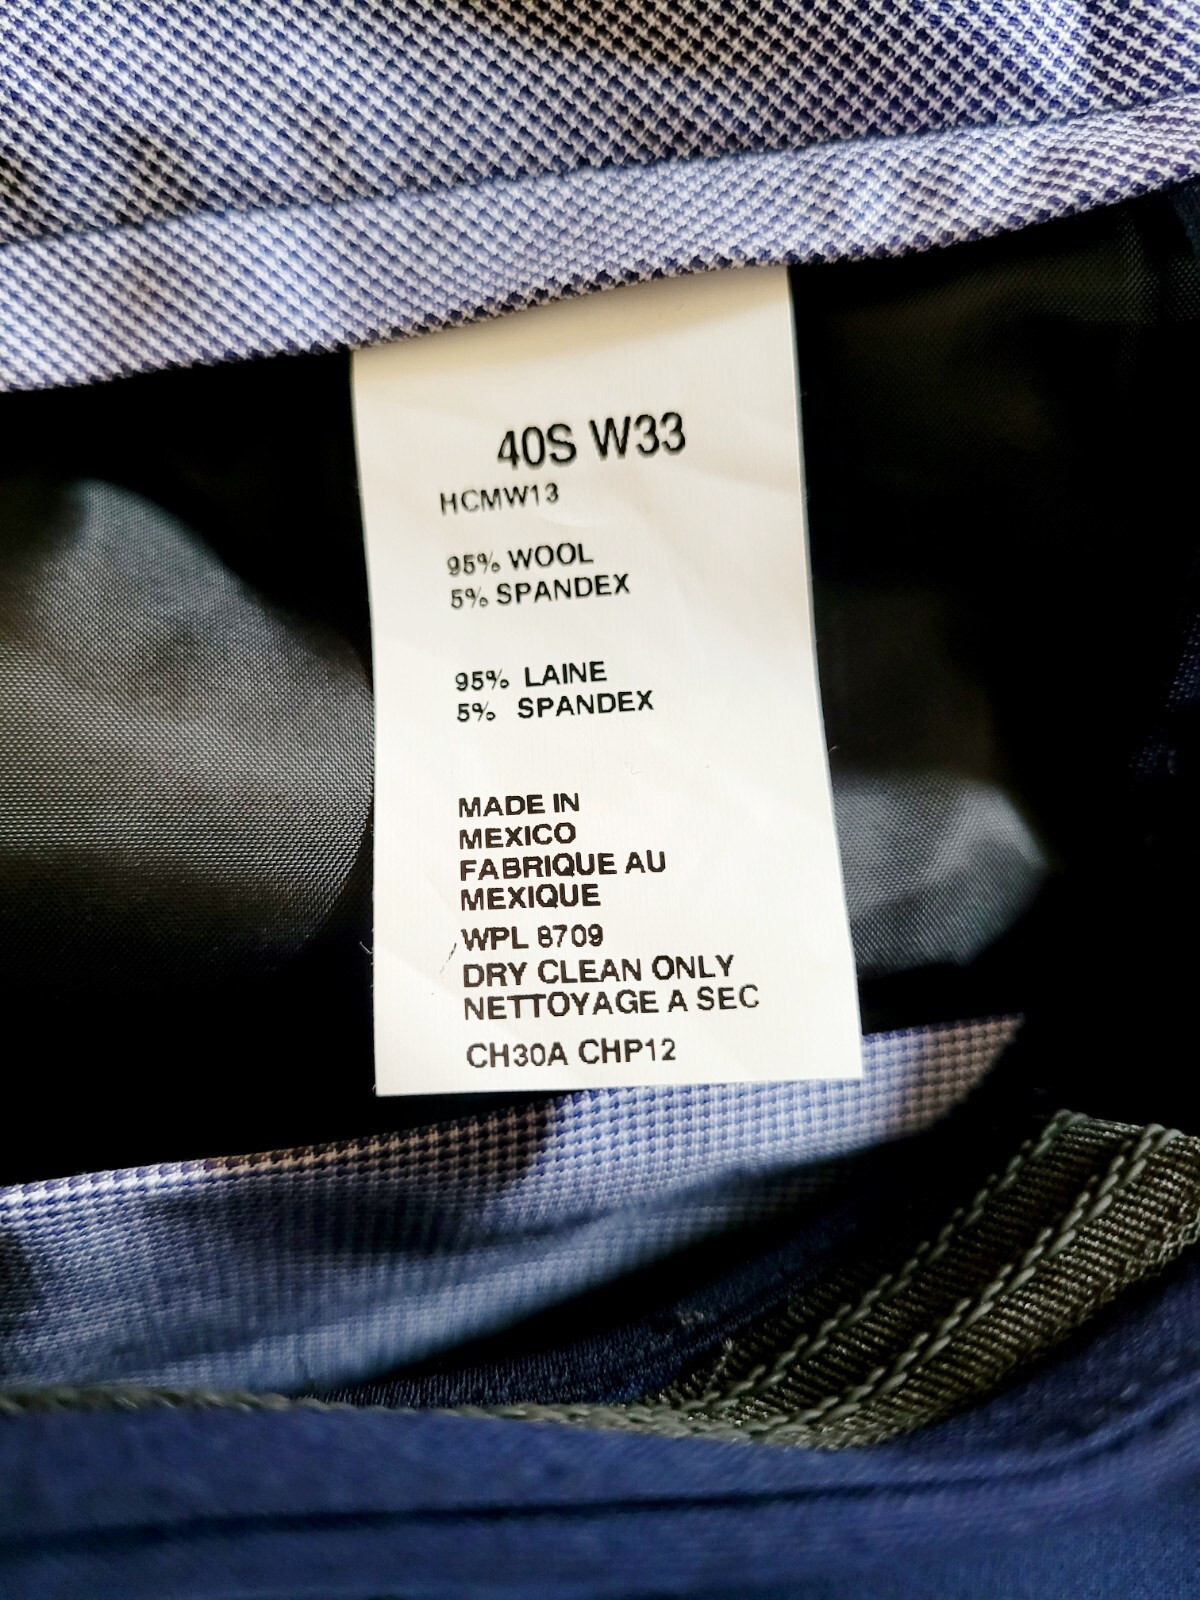 40S W33
HCMW13
95% WOOL
5% SPANDEX
95% LAINE
5% SPANDEX
MADE IN
MEXICO
FABRIQUE AU
MEXIQUE
WPL 8709
DRY CLEAN ONLY
NETTOYAGE A SEC
CH30A CHP12